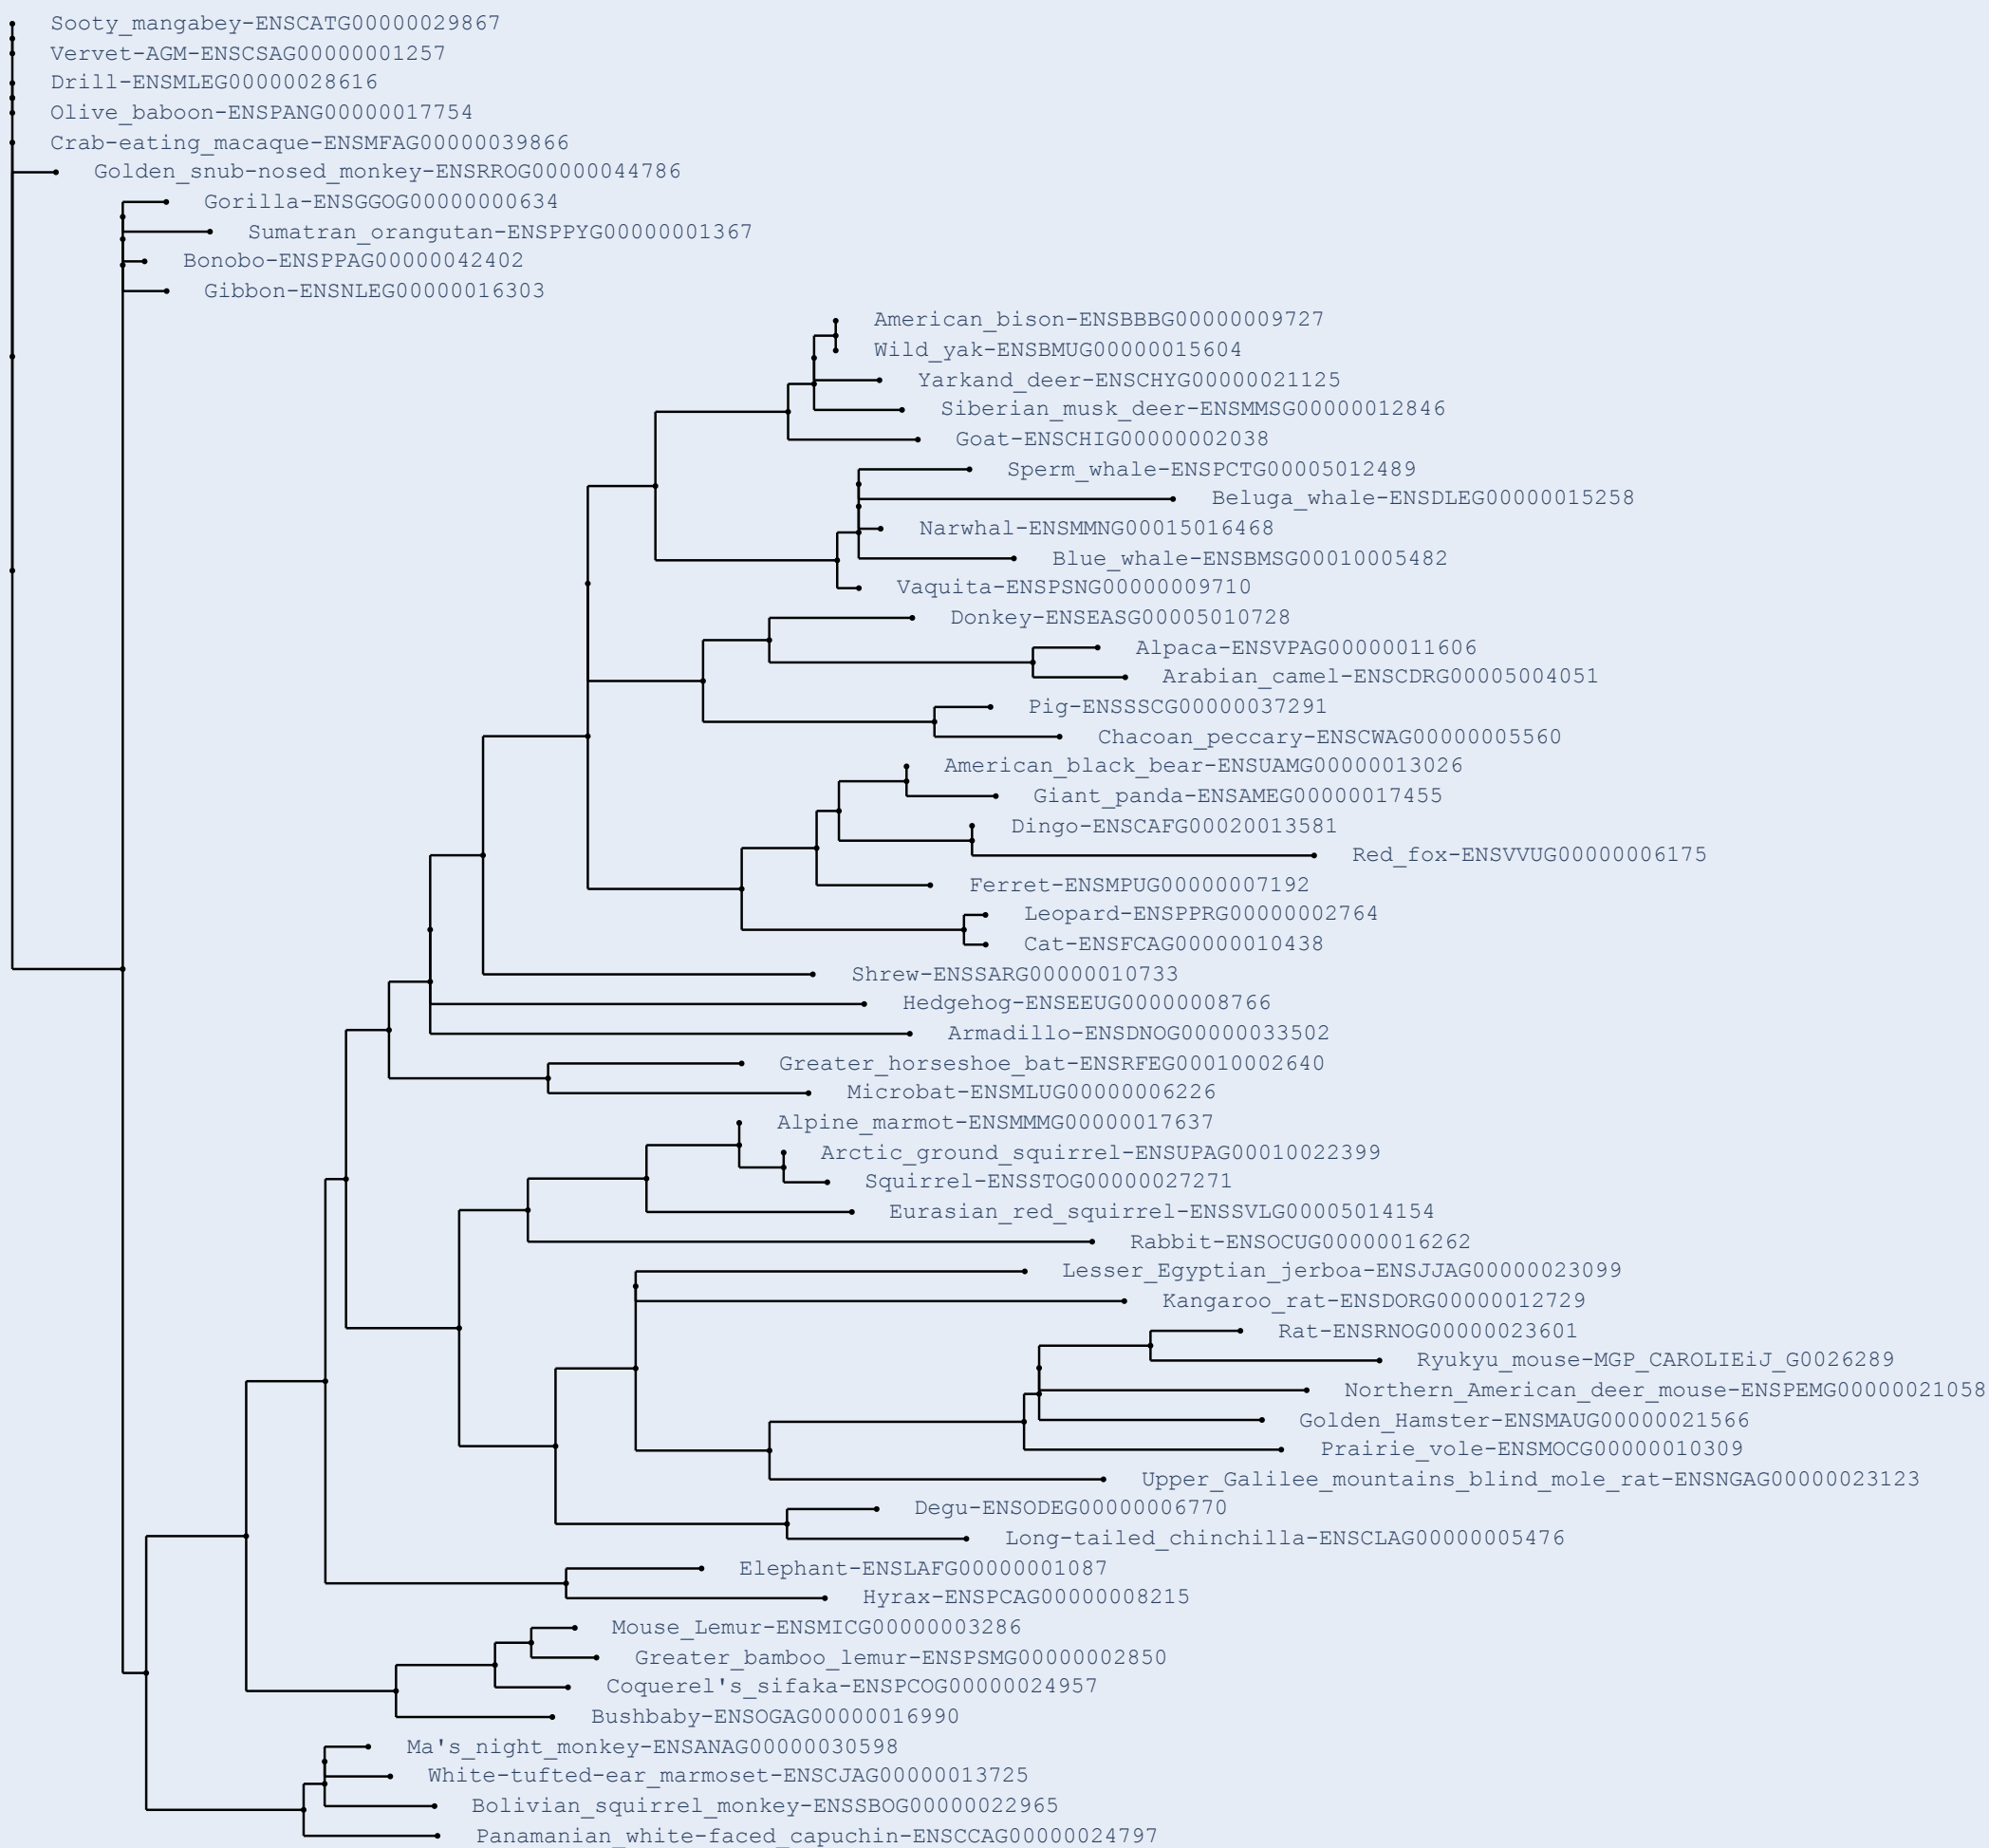 Sooty_mangabey-ENSCATG00000029867
Vervet-AGM-ENSCSAG00000001257
Drill-ENSMLEG00000028616
Olive_baboon-ENSPANG00000017754
Crab-eating_macaque-ENSMFAG00000039866
Golden_snub-nosed_monkey-ENSRROG00000044786
Gorilla-ENSGGOG00000000634
Sumatran_orangutan-ENSPPYG00000001367
Bonobo-ENSPPAG00000042402
Gibbon-ENSNLEG00000016303
American_bison-ENSBBBG00000009727
Wild_yak-ENSBMUG00000015604
Yarkand_deer-ENSCHYG00000021125
Siberian_musk_deer-ENSMMSG00000012846
Goat-ENSCHIG00000002038
Sperm_whale-ENSPCTG00005012489
Beluga_whale-ENSDLEG00000015258
Narwhal-ENSMMNG00015016468
Blue_whale-ENSBMSG00010005482
Vaquita-ENSPSNG00000009710
Donkey-ENSEASG00005010728
Alpaca-ENSVPAG00000011606
Arabian_camel-ENSCDRG00005004051
Pig-ENSSSCG00000037291
Chacoan_peccary-ENSCWAG00000005560
American_black_bear-ENSUAMG00000013026
Giant_panda-ENSAMEG00000017455
Dingo-ENSCAFG00020013581
Red_fox-ENSVVUG00000006175
Ferret-ENSMPUG00000007192
Leopard-ENSPPRG00000002764
Cat-ENSFCAG00000010438
Shrew-ENSSARG00000010733
Hedgehog-ENSEEUG00000008766
Armadillo-ENSDNOG00000033502
Greater_horseshoe_bat-ENSRFEG00010002640
Microbat-ENSMLUG00000006226
Alpine_marmot-ENSMMMG00000017637
Arctic_ground_squirrel-ENSUPAG00010022399
Squirrel-ENSSTOG00000027271
Eurasian_red_squirrel-ENSSVLG00005014154
Rabbit-ENSOCUG00000016262
Lesser_Egyptian_jerboa-ENSJJAG00000023099
Kangaroo_rat-ENSDORG00000012729
Rat-ENSRNOG00000023601
Ryukyu_mouse-MGP_CAROLIEiJ_G0026289
Northern_American_deer_mouse-ENSPEMG00000021058
Golden_Hamster-ENSMAUG00000021566
Prairie_vole-ENSMOCG00000010309
Upper_Galilee_mountains_blind_mole_rat-ENSNGAG00000023123
Degu-ENSODEG00000006770
Long-tailed_chinchilla-ENSCLAG00000005476
Elephant-ENSLAFG00000001087
Hyrax-ENSPCAG00000008215
Mouse_Lemur-ENSMICG00000003286
Greater_bamboo_lemur-ENSPSMG00000002850
Coquerel's_sifaka-ENSPCOG00000024957
Bushbaby-ENSOGAG00000016990
Ma's_night_monkey-ENSANAG00000030598
White-tufted-ear_marmoset-ENSCJAG00000013725
Bolivian_squirrel_monkey-ENSSBOG00000022965
Panamanian_white-faced_capuchin-ENSCCAG00000024797